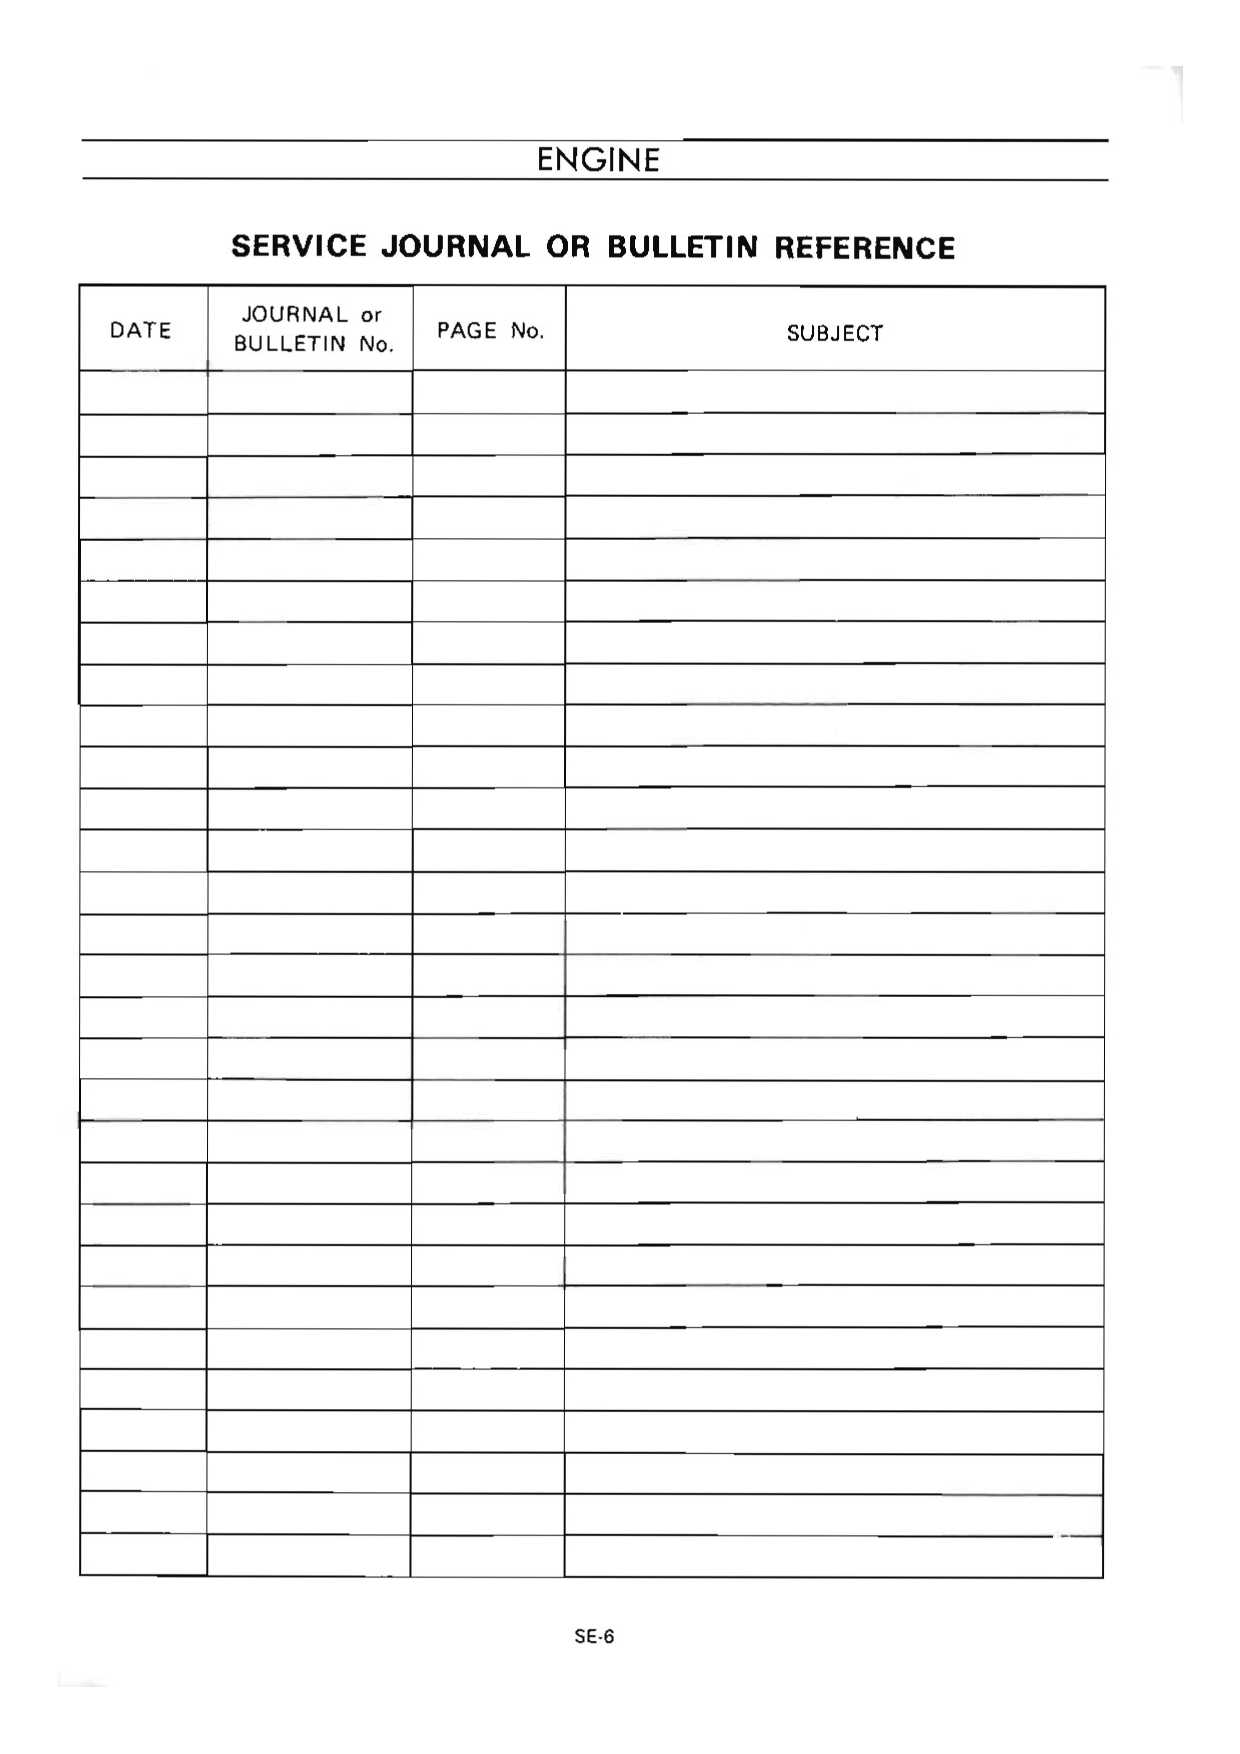 ENGINE
SERVICE JOURNAL OR BULLETIN REFERENCE
DATE
JOURNAL or
BULLETIN No.
PAGE No.
SUBJECT
SE-6